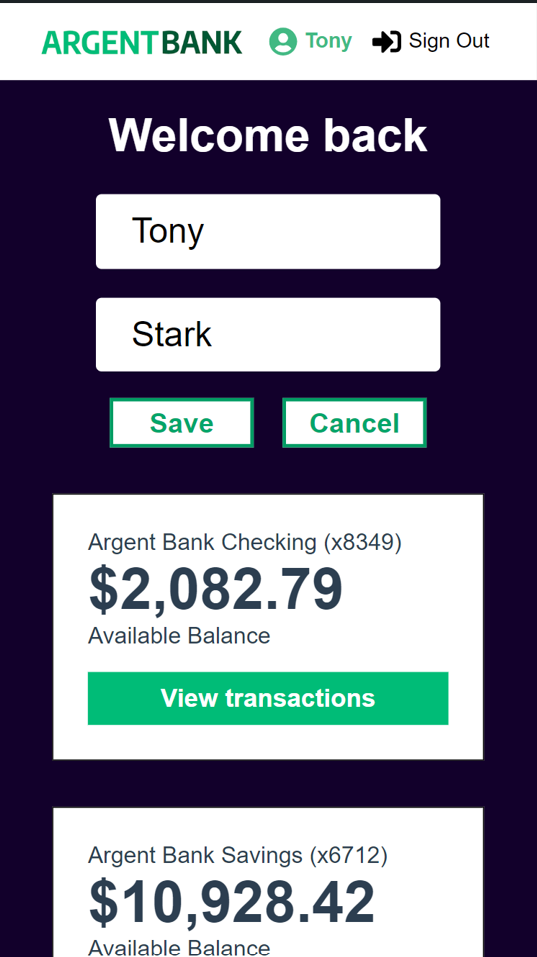 ARGENTBANK Tony Sign Out
Welcome back
Tony
Stark
Save Cancel
Argent Bank Checking (x8349)
$2,082.79
Available Balance
View transactions
Argent Bank Savings (x6712)
$10,928.42
Available Balance